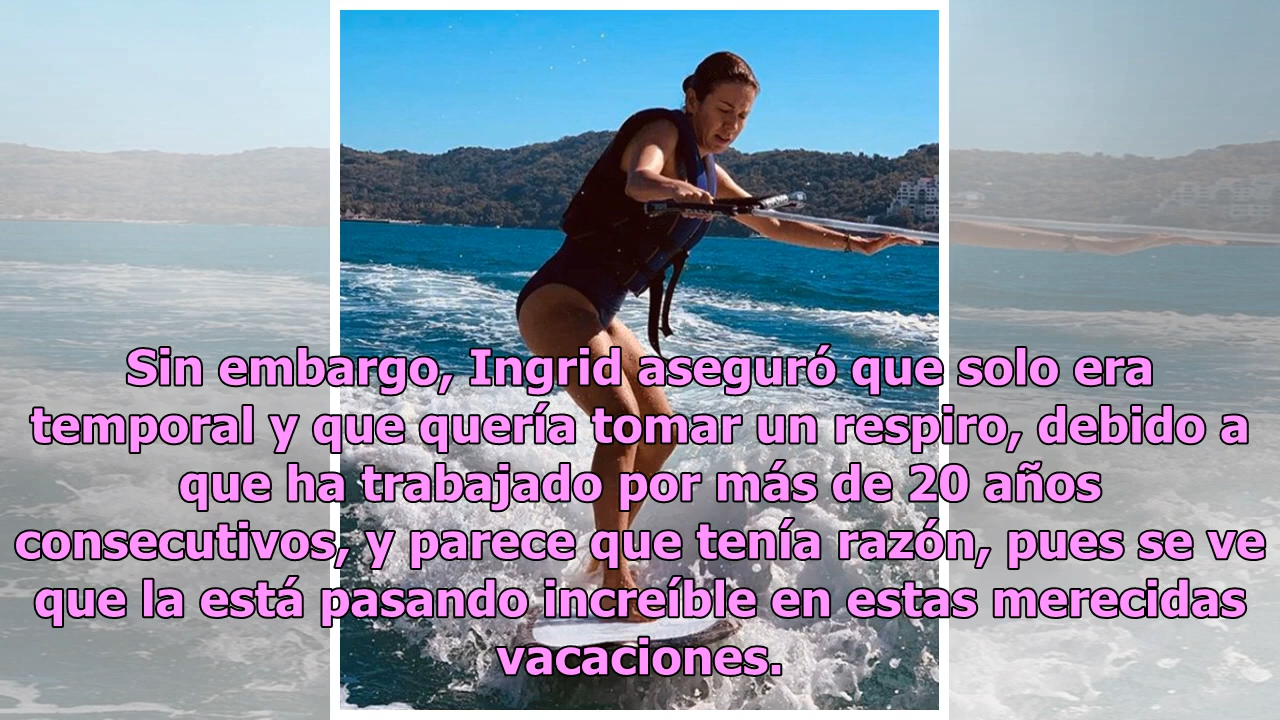 Sin embargo, Ingrid aseguró que solo era
temporal y que quería tomar un respiro, debido a
que ha trabajado por más de 20 años
consecutivos, y parece que tenía razón, pues se ve
que la está pasando increíble en estas merecidas
vacaciones.